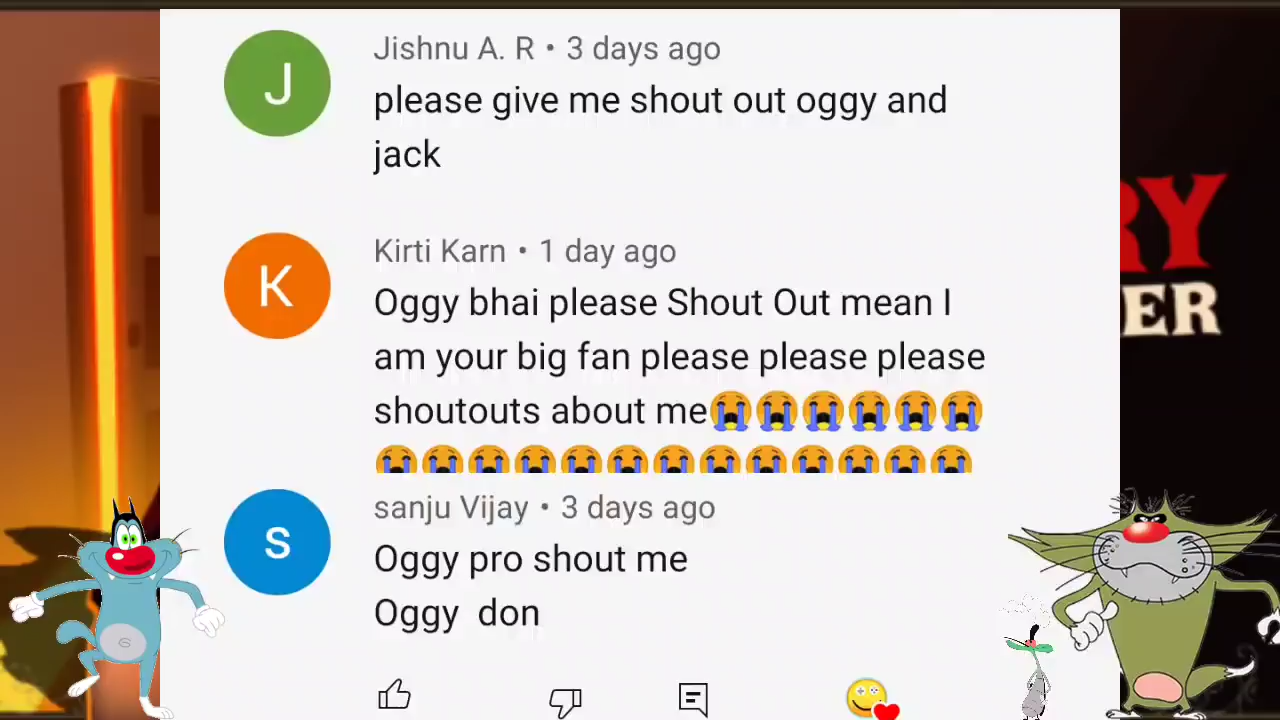 J
Jishnu A. R • 3 days ago
please give me shout out oggy and
jack
K
Kirti Karn • 1 day ago
Oggy bhai please Shout Out mean I
am your big fan please please please
shoutouts about me😭😭😭😭😭😭
😭😭😭😭😭😭😭😭😭😭😭😭😭
s
sanju Vijay • 3 days ago
Oggy pro shout me
Oggy  don
RY
ER